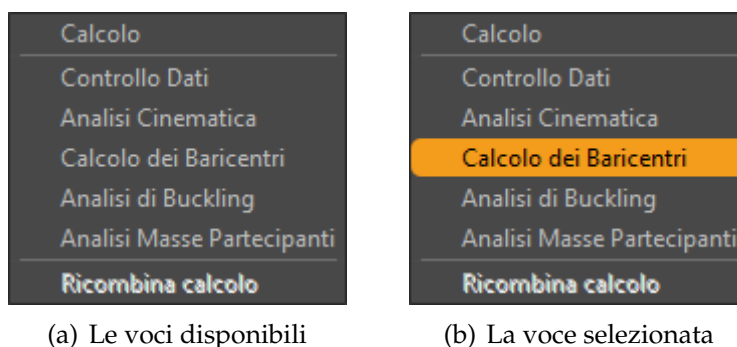 Calcolo
Controllo Dati
Analisi Cinematica
Calcolo dei Baricentri
Analisi di Buckling
Analisi Masse Partecipanti
Ricombina calcolo
(a) Le voci disponibili
Calcolo
Controllo Dati
Analisi Cinematica
Calcolo dei Baricentri
Analisi di Buckling
Analisi Masse Partecipanti
Ricombina calcolo
(b) La voce selezionata